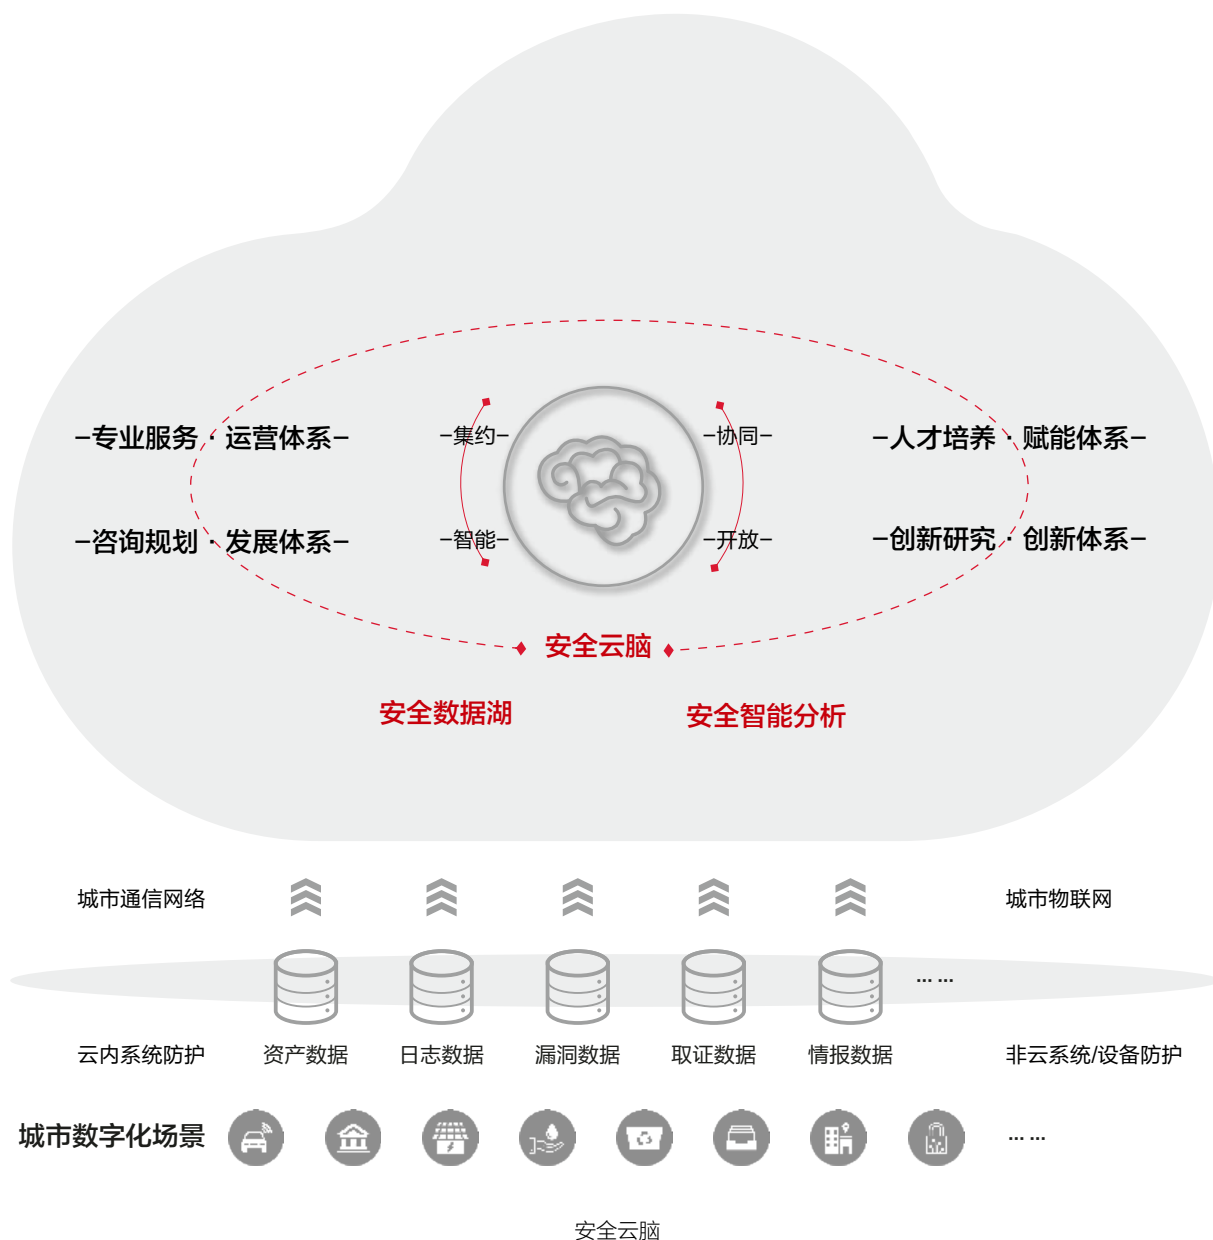 –专业服务 · 运营体系–
–集约–
–协同–
–人才培养 · 赋能体系–
–咨询规划 · 发展体系–
–智能–
–开放–
–创新研究 · 创新体系–
安全云脑
安全数据湖
安全智能分析
城市通信网络
城市物联网
... ...
云内系统防护
资产数据
日志数据
漏洞数据
取证数据
情报数据
非云系统/设备防护
城市数字化场景
... ...
安全云脑